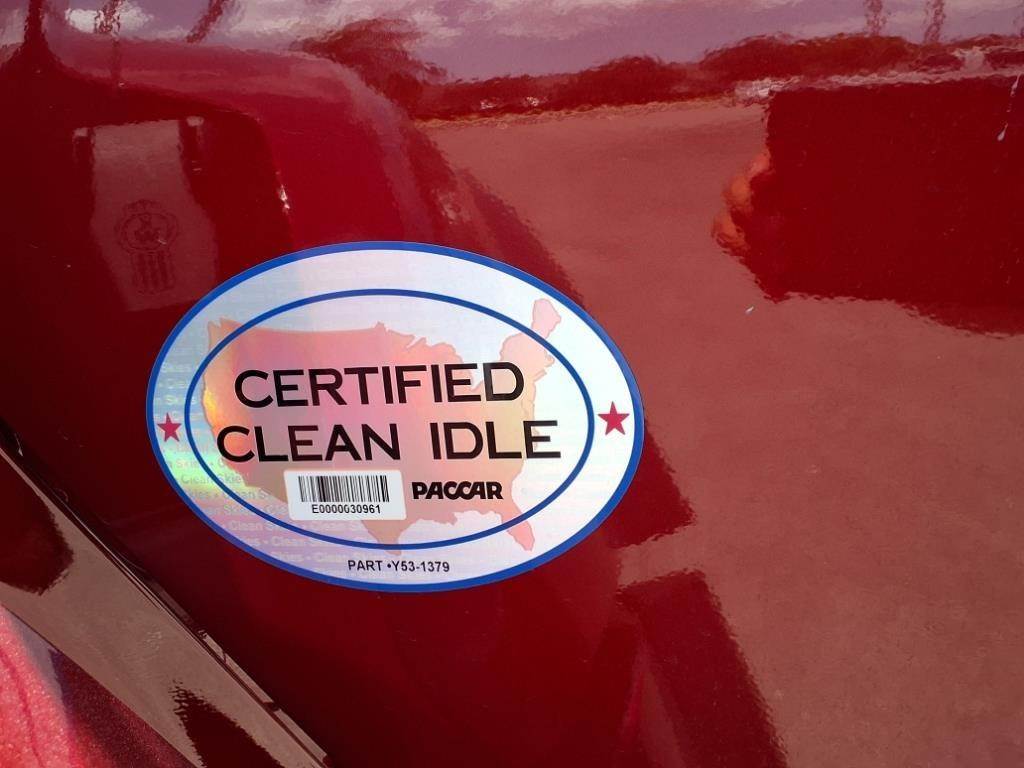 CERTIFIED
CLEAN IDLE
PACCAR
E0000030961
PART •Y53-1379